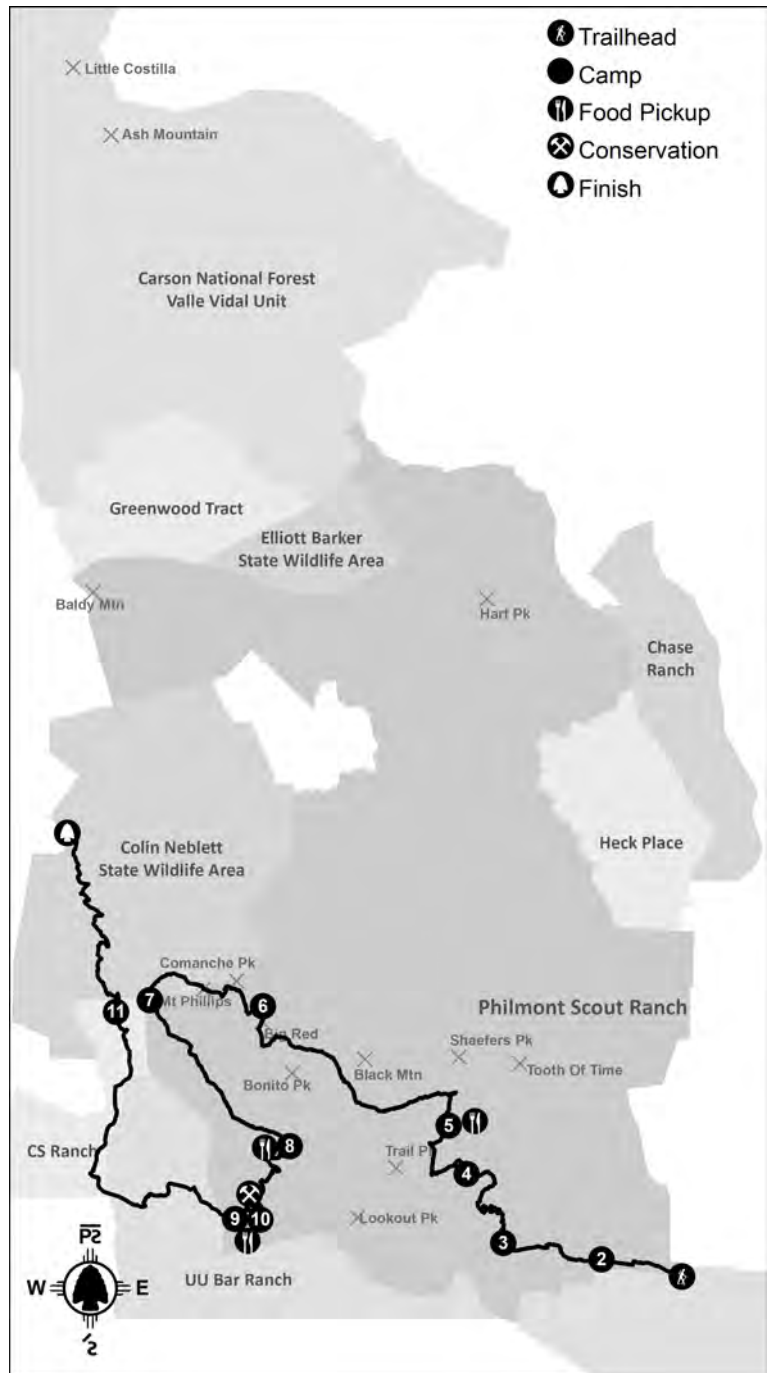 Trailhead
Camp
Food Pickup
Conservation
Finish
Little Costilla
Ash Mountain
Carson National Forest
Valle Vidal Unit
Greenwood Tract
Elliott Barker
State Wildlife Area
Baldy Mtn
Harf Pk
Chase
Ranch
Heck Place
Colin Neblett
State Wildlife Area
Comanche Pk
Mt Phillips
7
6
11
Philmont Scout Ranch
Big Red
Shaefers Pk
Black Mtn
Tooth Of Time
Bonito Pk
5
CS Ranch
8
Trail P
4
9
10
Lookout Pk
3
2
UU Bar Ranch
W
E